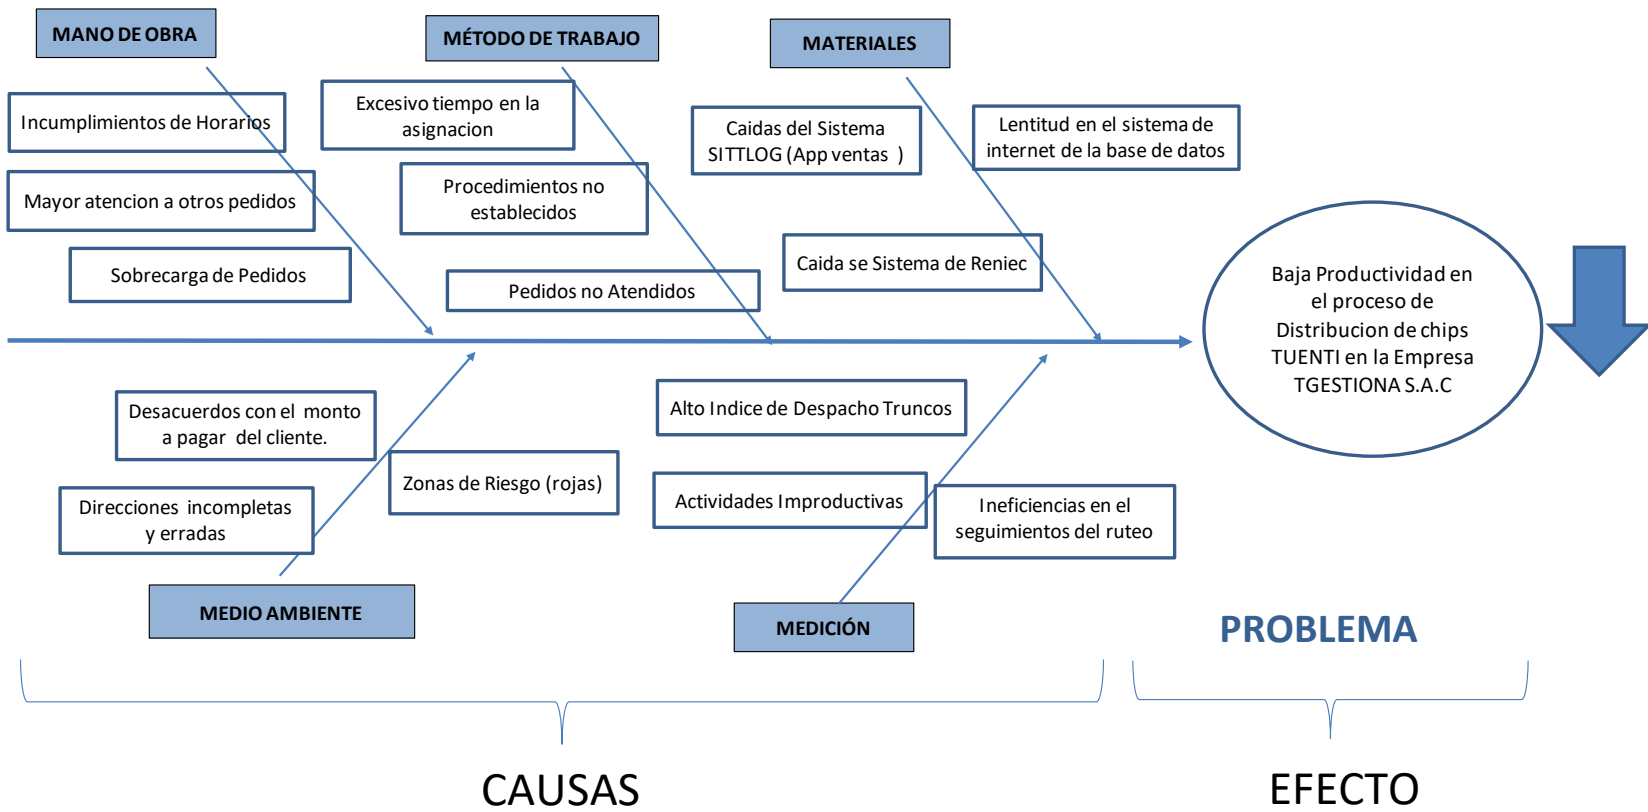 MANO DE OBRA
MÉTODO DE TRABAJO
MATERIALES
Incumplimientos de Horarios
Mayor atencion a otros pedidos
Sobrecarga de Pedidos
Excesivo tiempo en la
asignacion
Procedimientos no
establecidos
Pedidos no Atendidos
Caidas del Sistema
SITTLOG (App ventas )
Lentitud en el sistema de
internet de la base de datos
Caida se Sistema de Reniec
Baja Productividad en
el proceso de
Distribucion de chips
TUENTI en la Empresa
TGESTIONA S.A.C
Desacuerdos con el monto
a pagar del cliente.
Zonas de Riesgo (rojas)
Direcciones incompletas
y erradas
Alto Indice de Despacho Truncos
Actividades Improductivas
Ineficiencias en el
seguimientos del ruteo
MEDIO AMBIENTE
MEDICIÓN
PROBLEMA
CAUSAS
EFECTO